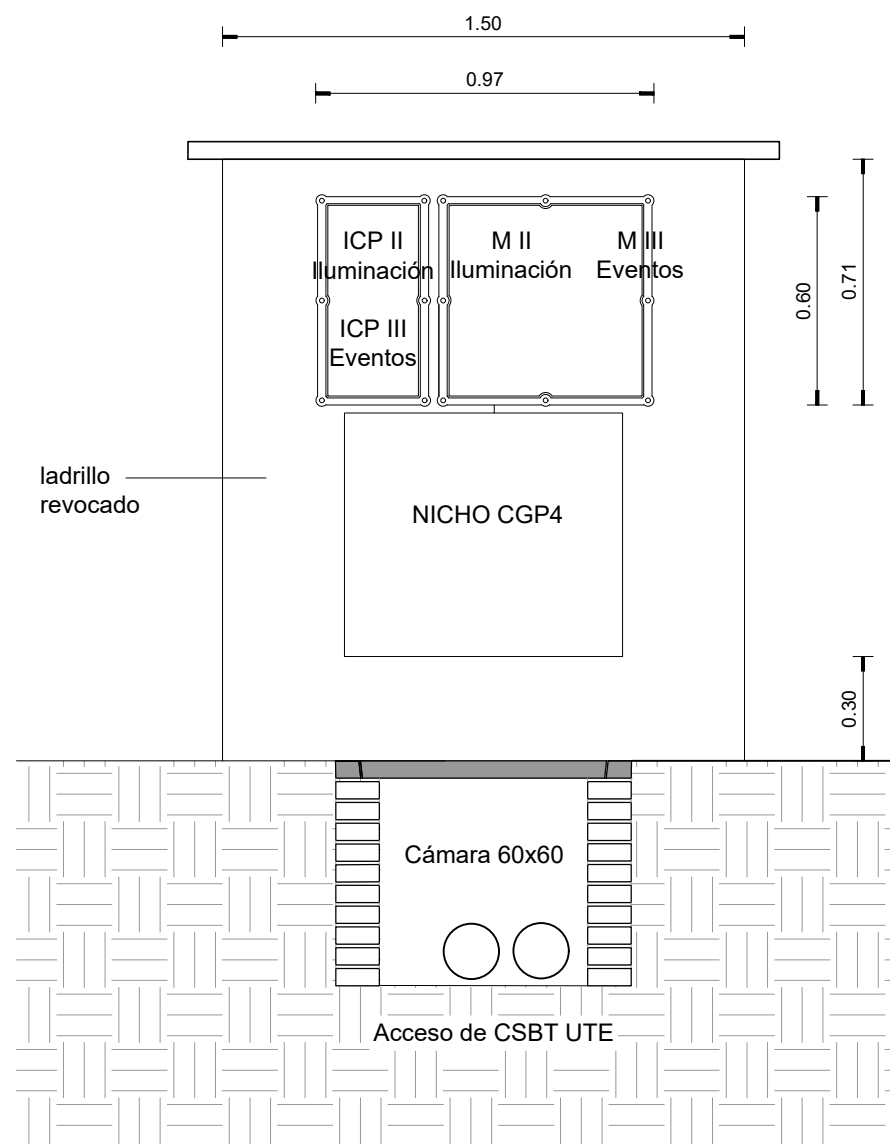 1.50
0.97
ICP II
Iluminación
M II
Iluminación
M III
Eventos
ICP III
Eventos
0.60
0.71
ladrillo
revocado
NICHO CGP4
0.30
Cámara 60x60
Acceso de CSBT UTE